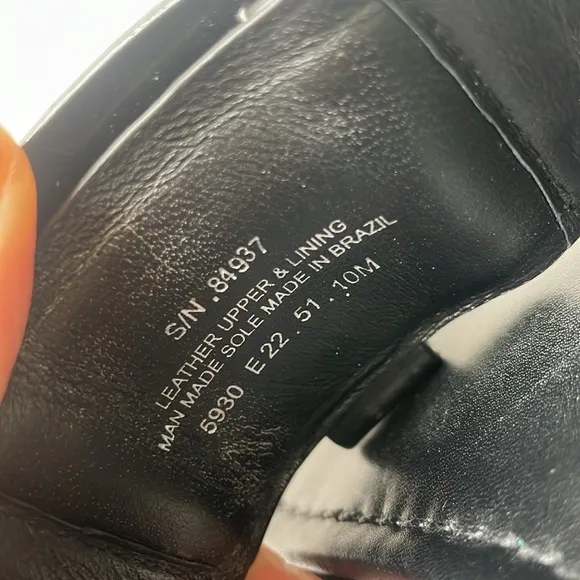 S/N .84937
LEATHER UPPER & LINING
MAN MADE SOLE MADE IN BRAZIL
5930 E 22 . 51 . 10M